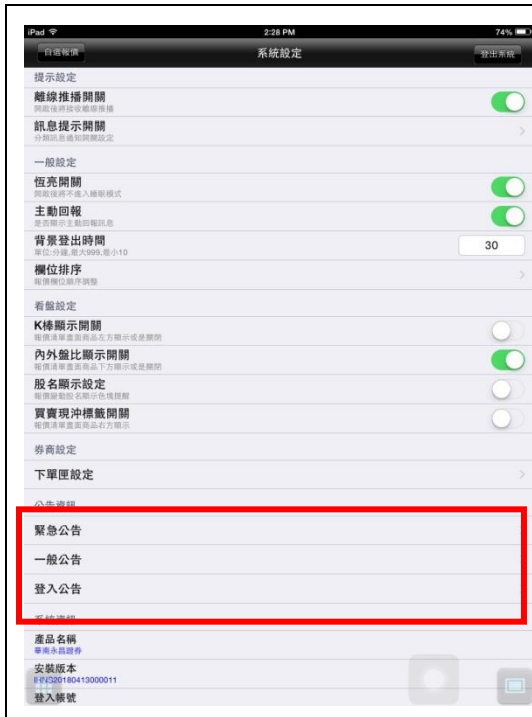 iPad 2:28 PM 74%
自選報價 系統設定 登出系統
提示設定
離線推播開關
開啟後將接收離線推播
訊息提示開關
分類訊息通知開關設定
一般設定
恆亮開關
開啟後將不進入睡眠模式
主動回報
是否顯示主動回報訊息
背景登出時間
單位:分鐘,最大999,最小10
30
欄位排序
報價欄位順序調整
看盤設定
K棒顯示開關
報價清單畫面商品左方顯示或是關閉
內外盤比顯示開關
報價清單畫面商品下方顯示或是關閉
股名顯示設定
報價變動股名顯示色塊提醒
買賣現沖標籤開關
報價清單畫面商品右方顯示
券商設定
下單匣設定
公告資訊
緊急公告
一般公告
登入公告
系統資訊
產品名稱
華南永昌證券
安裝版本
登入帳號